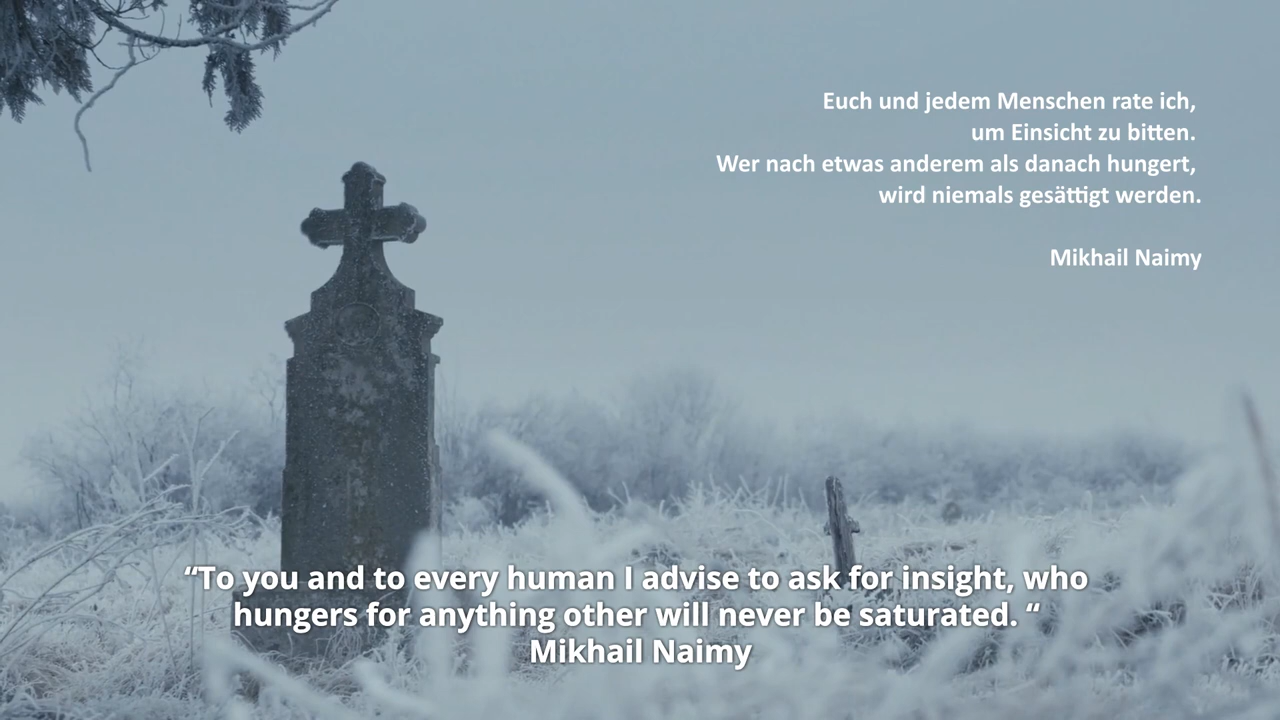 Euch und jedem Menschen rate ich,
um Einsicht zu bitten.
Wer nach etwas anderem als danach hungert,
wird niemals gesättigt werden.
Mikhail Naimy
“To you and to every human I advise to ask for insight, who
hungers for anything other will never be saturated. “
Mikhail Naimy